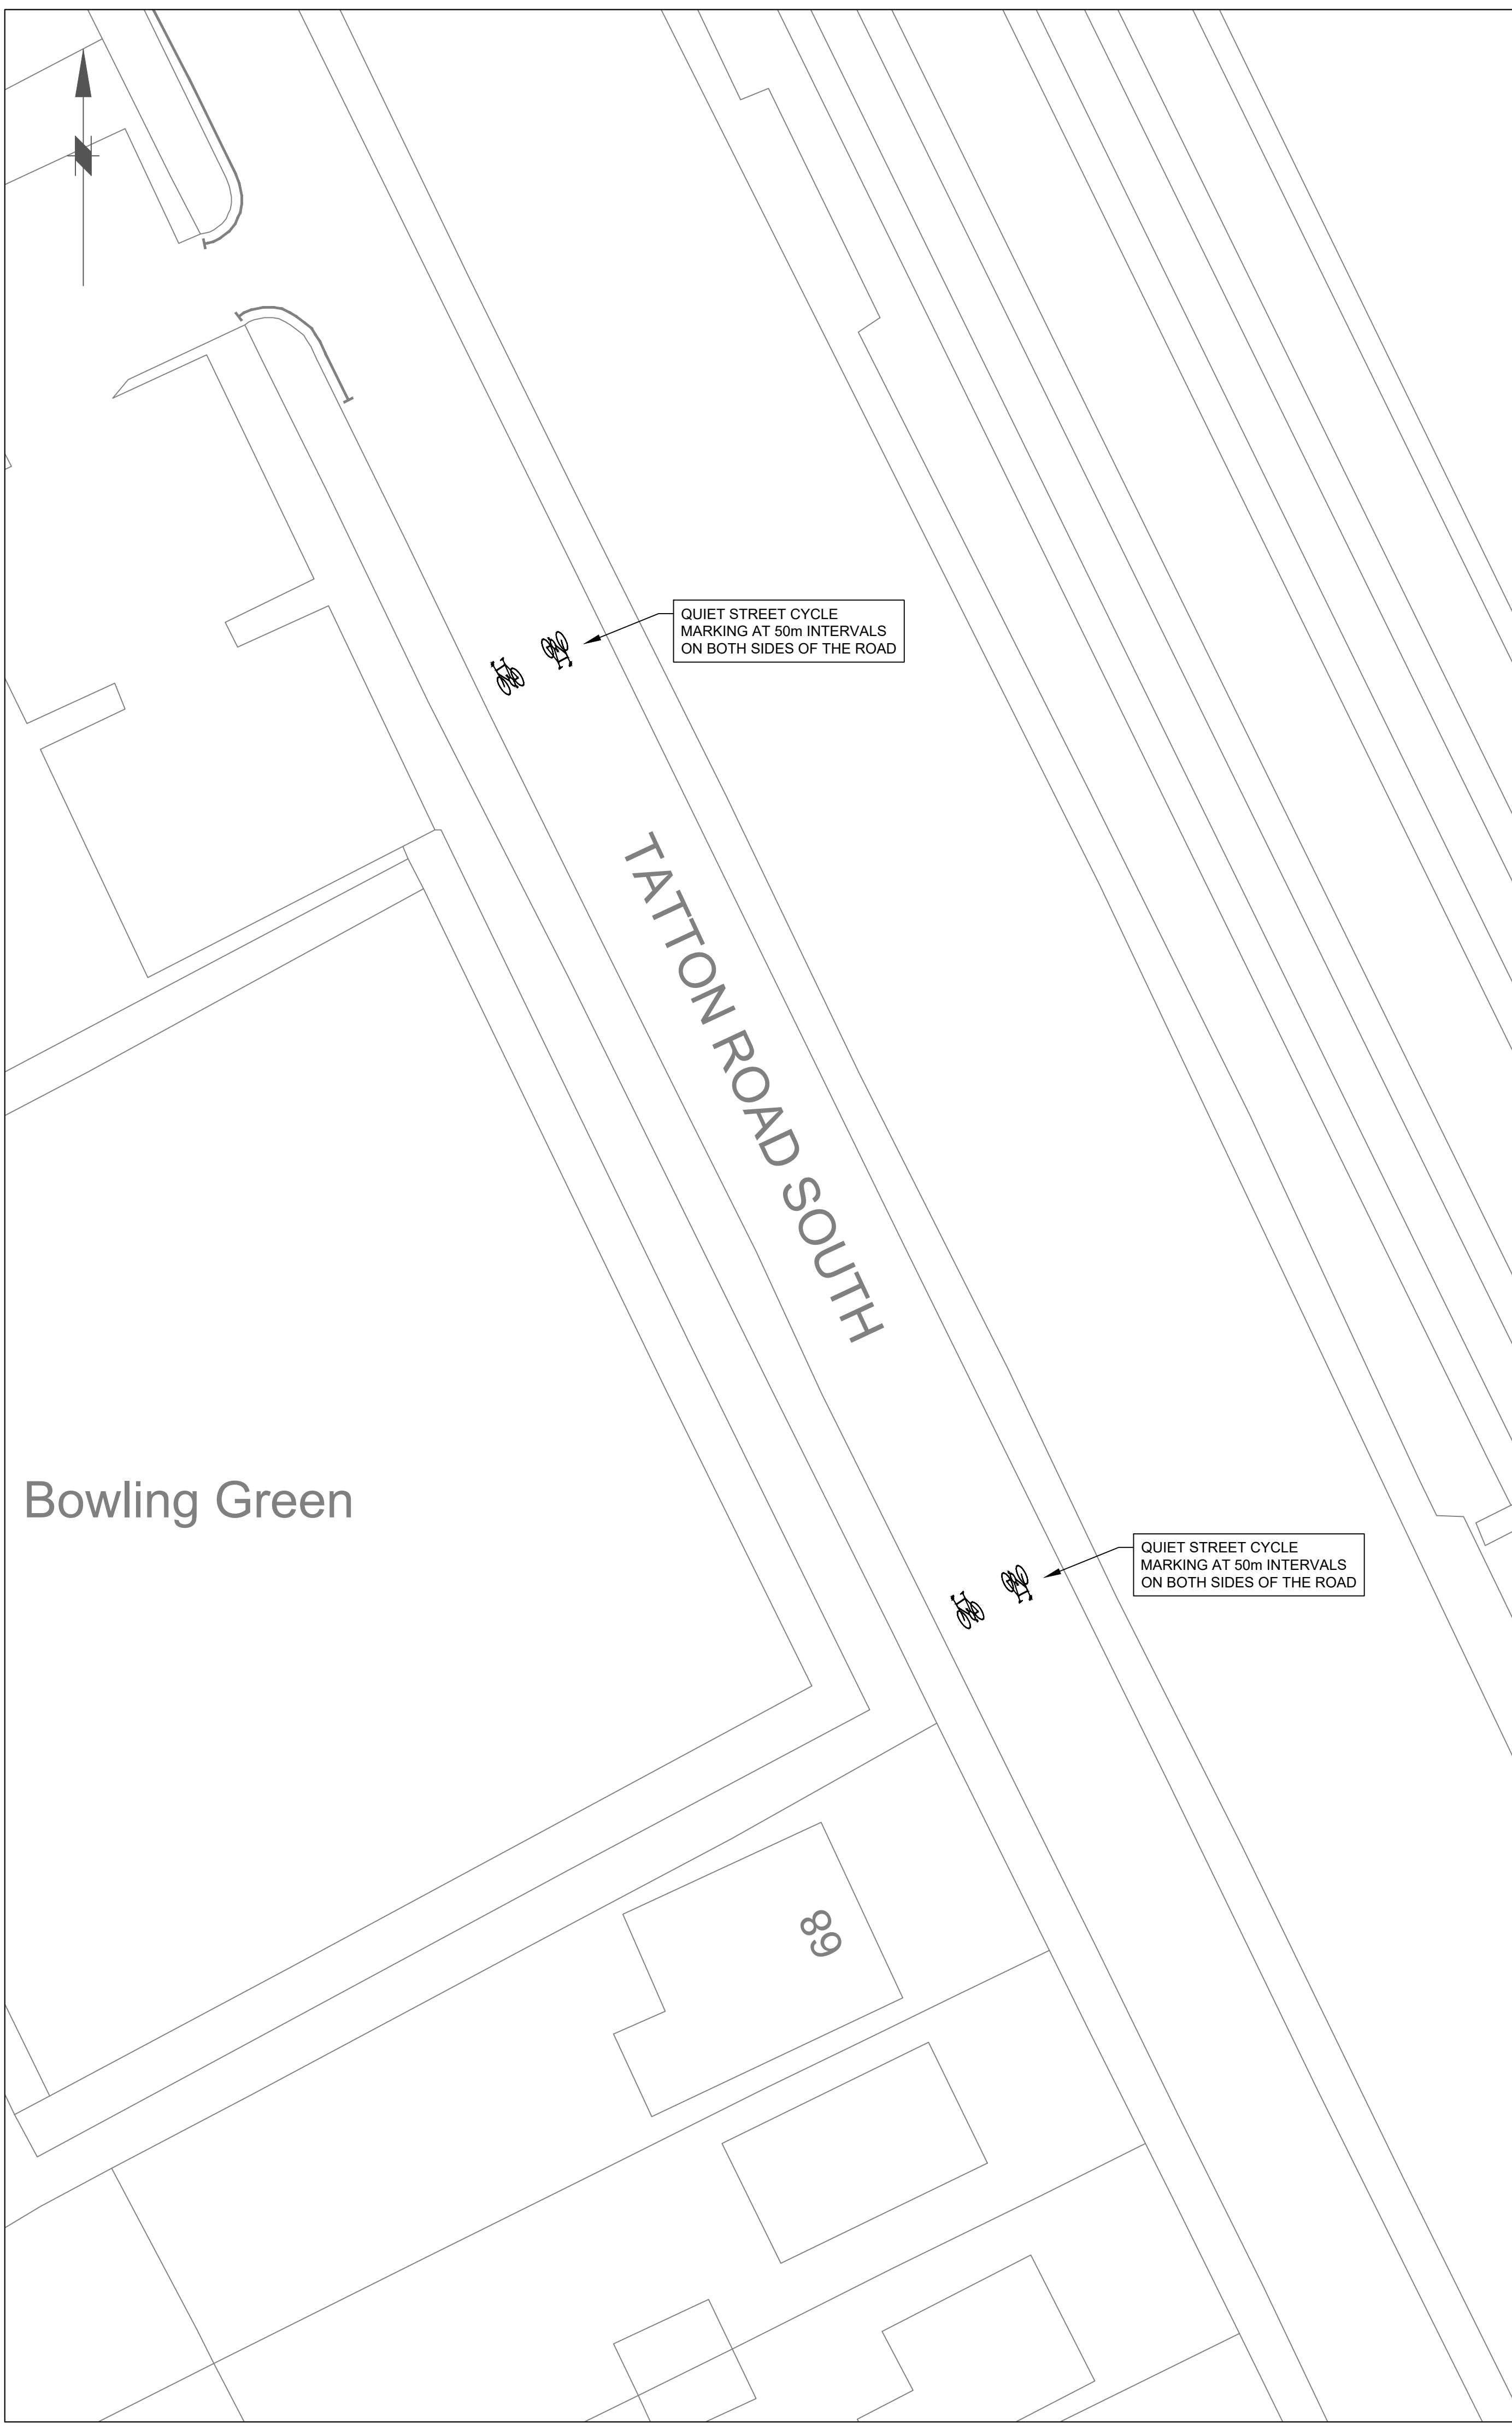 QUIET STREET CYCLE
MARKING AT 50m INTERVALS
ON BOTH SIDES OF THE ROAD
TATTON ROAD SOUTH
Bowling Green
QUIET STREET CYCLE
MARKING AT 50m INTERVALS
ON BOTH SIDES OF THE ROAD
89